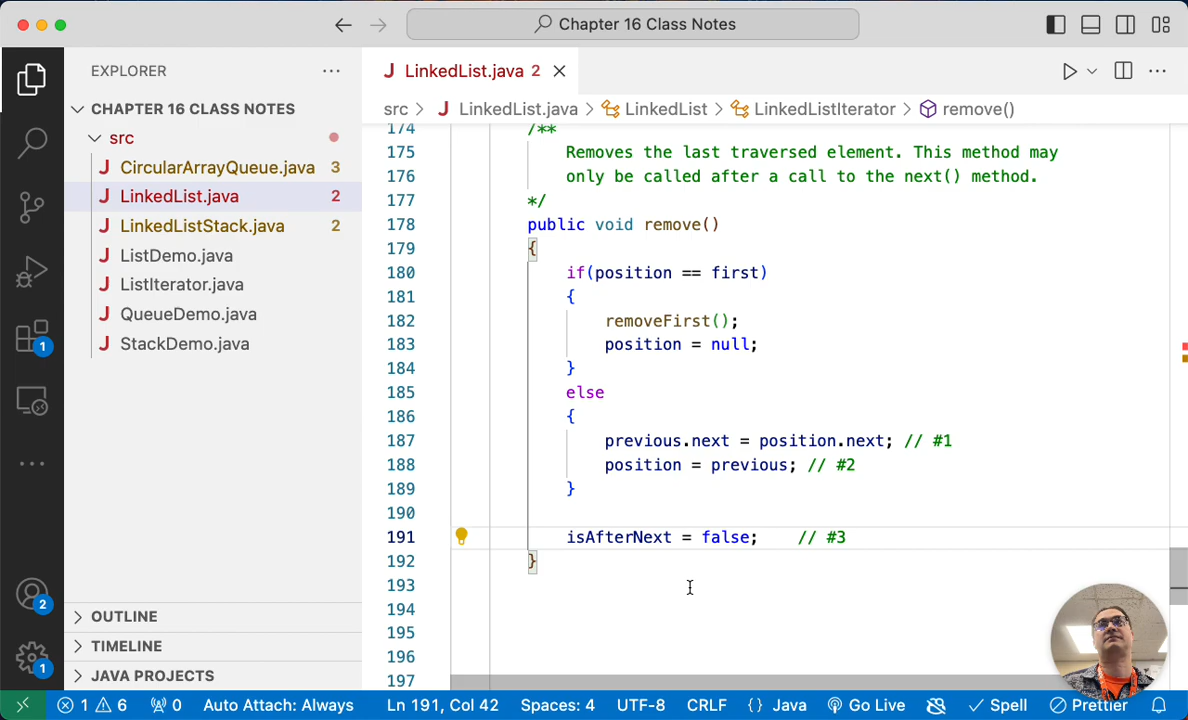 Chapter 16 Class Notes
EXPLORER
LinkedList.java 2
src LinkedList.java LinkedList LinkedListIterator remove()
CHAPTER 16 CLASS NOTES
src
CircularArrayQueue.java 3
LinkedList.java 2
LinkedListStack.java 2
ListDemo.java
ListIterator.java
QueueDemo.java
StackDemo.java
OUTLINE
TIMELINE
JAVA PROJECTS
1
2
1
174 /**
175 Removes the last traversed element. This method may
176 only be called after a call to the next() method.
177 */
178 public void remove()
179 {
180 if(position == first)
181 {
182 removeFirst();
183 position = null;
184 }
185 else
186 {
187 previous.next = position.next; // #1
188 position = previous; // #2
189 }
190
191 isAfterNext = false; // #3
192 }
193
194
195
196
197
1 6 0 Auto Attach: Always Ln 191, Col 42 Spaces: 4 UTF-8 CRLF {} Java Go Live Spell Prettier